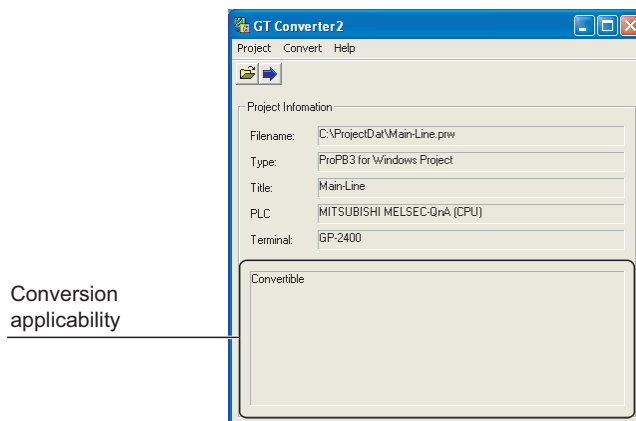 GT Converter2
Project Convert Help
Project Infomation
Filename: C:\ProjectDat\Main-Line.prw
Type: ProPB3 for Windows Project
Title: Main-Line
PLC MITSUBISHI MELSEC-QnA (CPU)
Terminal: GP-2400
Convertible
Conversion
applicability